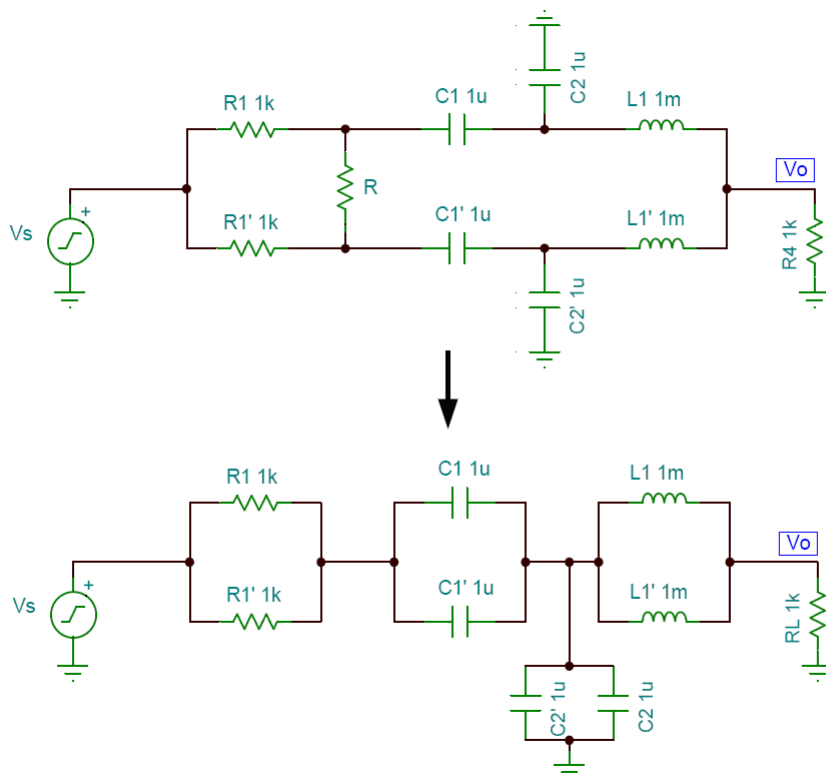 C2 1u
R1 1k
C1 1u
L1 1m
Vo
Vs
+
R
R1' 1k
C1' 1u
L1' 1m
R4 1k
C2' 1u
R1 1k
C1 1u
L1 1m
Vo
Vs
+
R1' 1k
C1' 1u
L1' 1m
RL 1k
C2' 1u
C2 1u